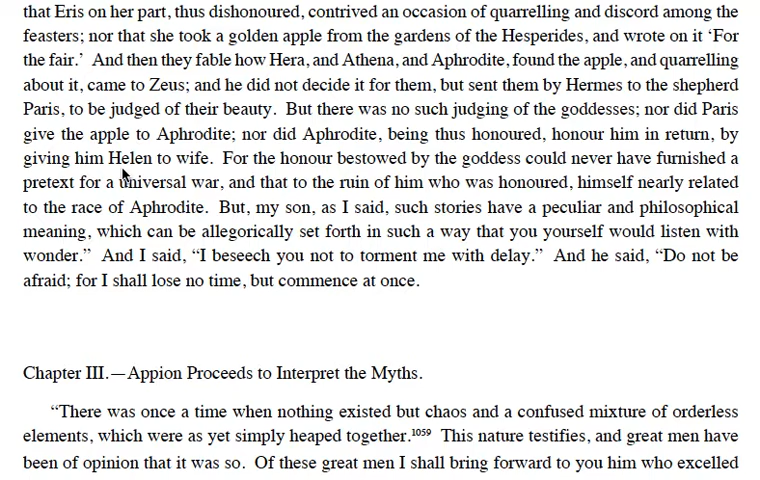 that Eris on her part, thus dishonoured, contrived an occasion of quarrelling and discord among the
feasters; nor that she took a golden apple from the gardens of the Hesperides, and wrote on it ‘For
the fair.’ And then they fable how Hera, and Athena, and Aphrodite, found the apple, and quarrelling
about it, came to Zeus; and he did not decide it for them, but sent them by Hermes to the shepherd
Paris, to be judged of their beauty. But there was no such judging of the goddesses; nor did Paris
give the apple to Aphrodite; nor did Aphrodite, being thus honoured, honour him in return, by
giving him Helen to wife. For the honour bestowed by the goddess could never have furnished a
pretext for a universal war, and that to the ruin of him who was honoured, himself nearly related
to the race of Aphrodite. But, my son, as I said, such stories have a peculiar and philosophical
meaning, which can be allegorically set forth in such a way that you yourself would listen with
wonder.” And I said, “I beseech you not to torment me with delay.” And he said, “Do not be
afraid; for I shall lose no time, but commence at once.
Chapter III.—Appion Proceeds to Interpret the Myths.
“There was once a time when nothing existed but chaos and a confused mixture of orderless
elements, which were as yet simply heaped together.1059 This nature testifies, and great men have
been of opinion that it was so. Of these great men I shall bring forward to you him who excelled